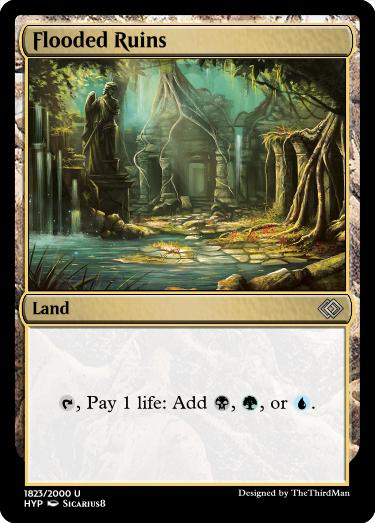 Flooded Ruins
Land
, Pay 1 life: Add , , or .
1823/2000 U
HYP Sicarius8
Designed by TheThirdMan